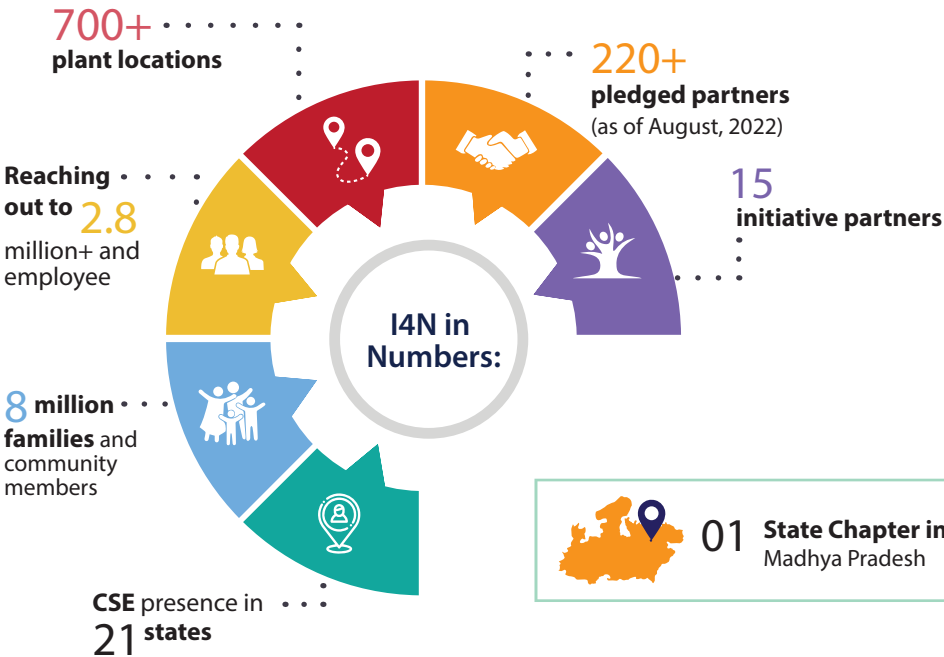 700+
plant locations
220+
pledged partners
(as of August, 2022)
15
initiative partners
Reaching
out to 2.8
million+ and
employee
I4N in
Numbers:
8 million
families and
community
members
01 State Chapter in
Madhya Pradesh
CSE presence in
21 states